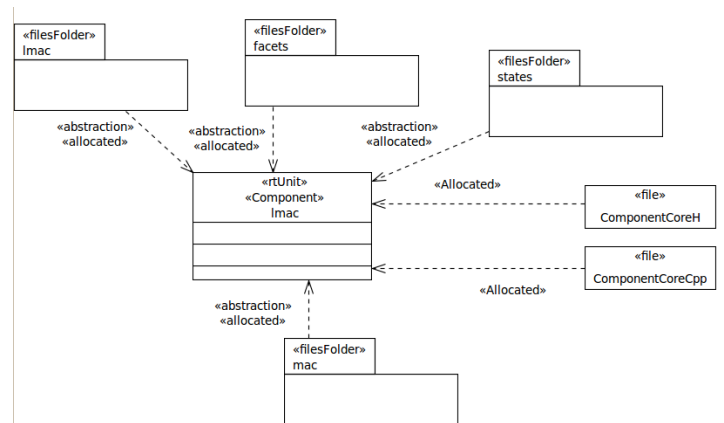 «filesFolder»
lmac
«filesFolder»
facets
«filesFolder»
states
«abstraction»
«allocated»
«abstraction»
«allocated»
«abstraction»
«allocated»
«rtUnit»
«Component»
lmac
«Allocated»
«file»
ComponentCoreH
«file»
ComponentCoreCpp
«Allocated»
«abstraction»
«allocated»
«filesFolder»
mac